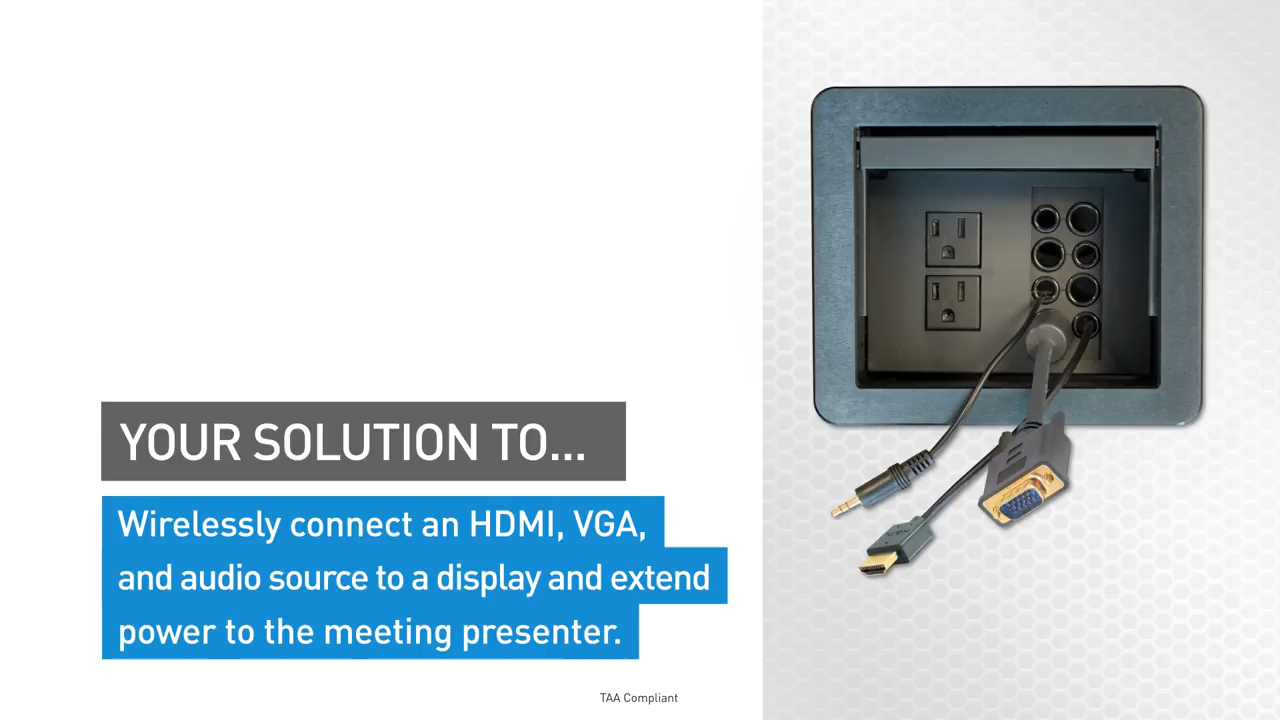 YOUR SOLUTION TO...
Wirelessly connect an HDMI, VGA,
and audio source to a display and extend
power to the meeting presenter.
TAA Compliant